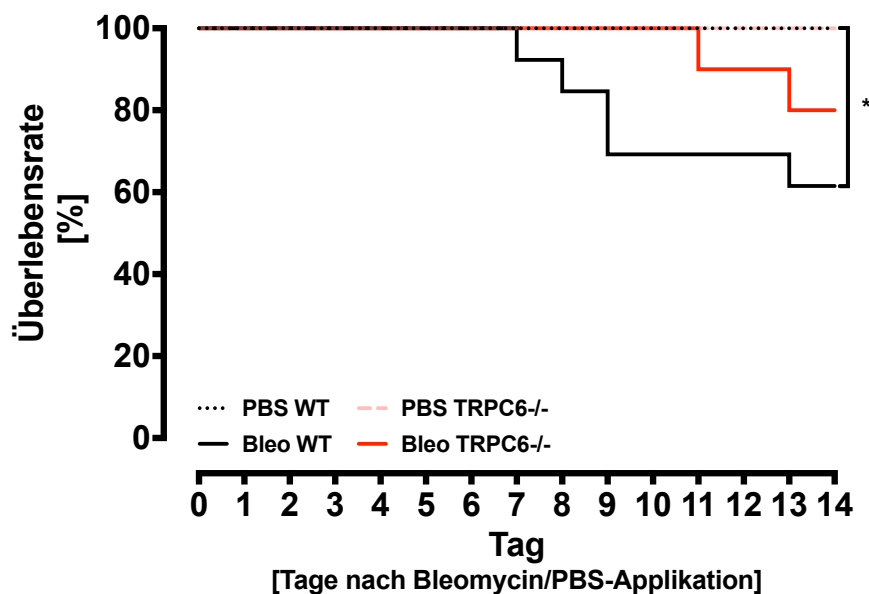 Überlebensrate
[%]
100
80
60
40
20
0
*
PBS WT PBS TRPC6-/-
Bleo WT Bleo TRPC6-/-
0 1 2 3 4 5 6 7 8 9 10 11 12 13 14
Tag
[Tage nach Bleomycin/PBS-Applikation]